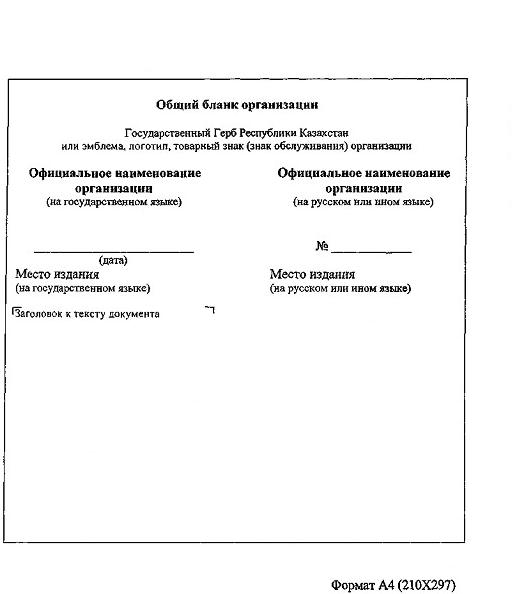 Общий бланк организации
Государственный Герб Республики Казахстан
или эмблема, логотип, товарный знак (знак обслуживания) организации
Официальное наименование
организации
(на государственном языке)
Официальное наименование
организации
(на русском или ином языке)
(дата)
№
Место издания
(на государственном языке)
Место издания
(на русском или ином языке)
Заголовок к тексту документа
Формат А4 (210X297)